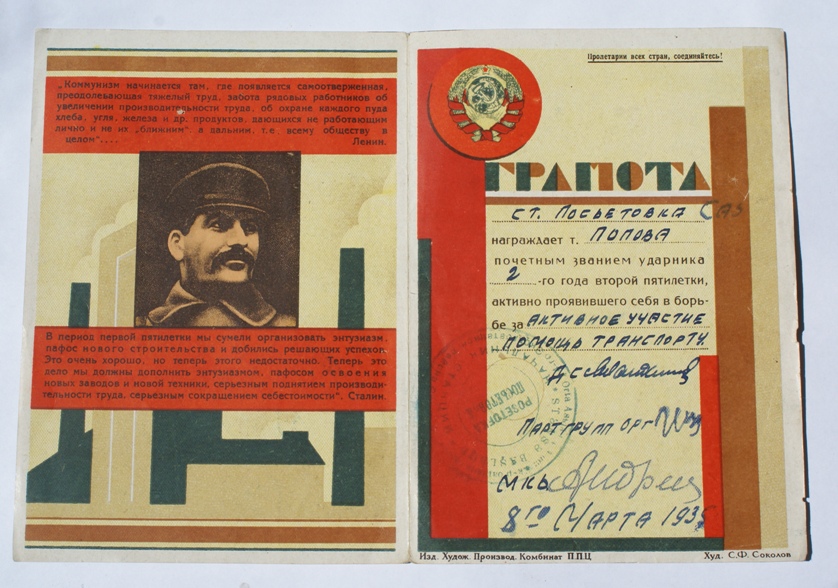 „Коммунизм начинается там, где появляется самоотверженная,
преодолевающая тяжелый труд, забота рядовых работников об
увеличении производительности труда, об охране каждого пуда
хлеба, угля, железа и др. продуктов, дающихся не работающим
лично и не их „ближним" а дальним, т.е. всему обществу в
целом"....
Ленин.
В период первой пятилетки мы сумели организовать энтузиазм,
пафос нового строительства и добились решающих успехов.
Это очень хорошо, но теперь этого недостаточно. Теперь это
дело мы должны дополнить энтузиазмом, пафосом освоения
новых заводов и новой техники, серьезным поднятием производи-
тельности труда, серьезным сокращением себестоимости". Сталин.
Пролетарии всех стран, соединяйтесь!
ГРАМОТА
СТ. ПОСЬЕТОВКА
награждает т. ПОПОВА
почетным званием ударника
2-го года второй пятилетки,
активно проявившего себя в борь-
бе за АКТИВНОЕ УЧАСТИЕ
ПОМОЩЬ ТРАНСПОРТУ
ПАРТГРУПП ОРГ
МКЬ
8го МАРТА 1935
Изд. Худож. Производ. Комбинат П.П.Ц
Худ. С.Ф. Соколов